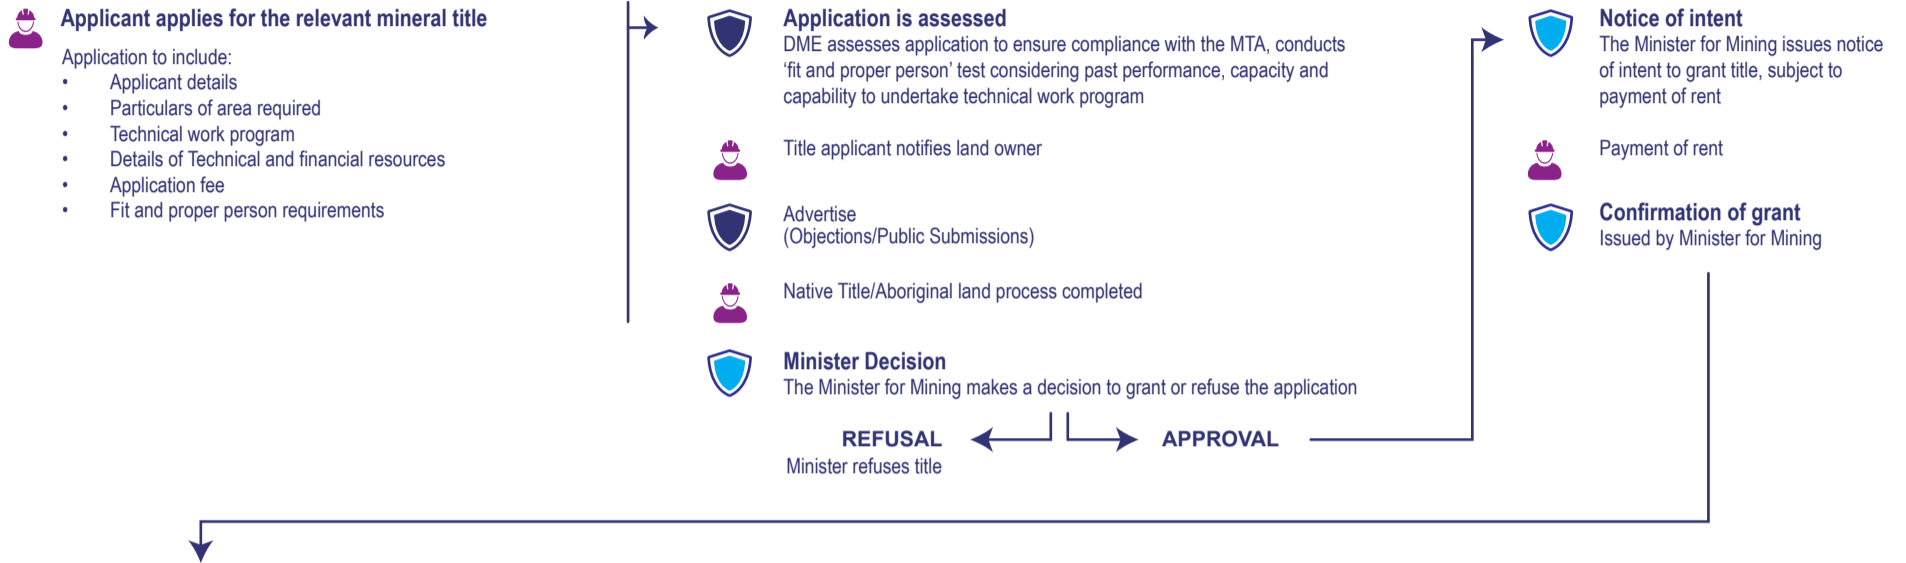 Applicant applies for the relevant mineral title
Application to include:
• Applicant details
• Particulars of area required
• Technical work program
• Details of Technical and financial resources
• Application fee
• Fit and proper person requirements
Application is assessed
DME assesses application to ensure compliance with the MTA, conducts
‘fit and proper person’ test considering past performance, capacity and
capability to undertake technical work program
Title applicant notifies land owner
Advertise
(Objections/Public Submissions)
Native Title/Aboriginal land process completed
Minister Decision
The Minister for Mining makes a decision to grant or refuse the application
REFUSAL
Minister refuses title
APPROVAL
Notice of intent
The Minister for Mining issues notice
of intent to grant title, subject to
payment of rent
Payment of rent
Confirmation of grant
Issued by Minister for Mining